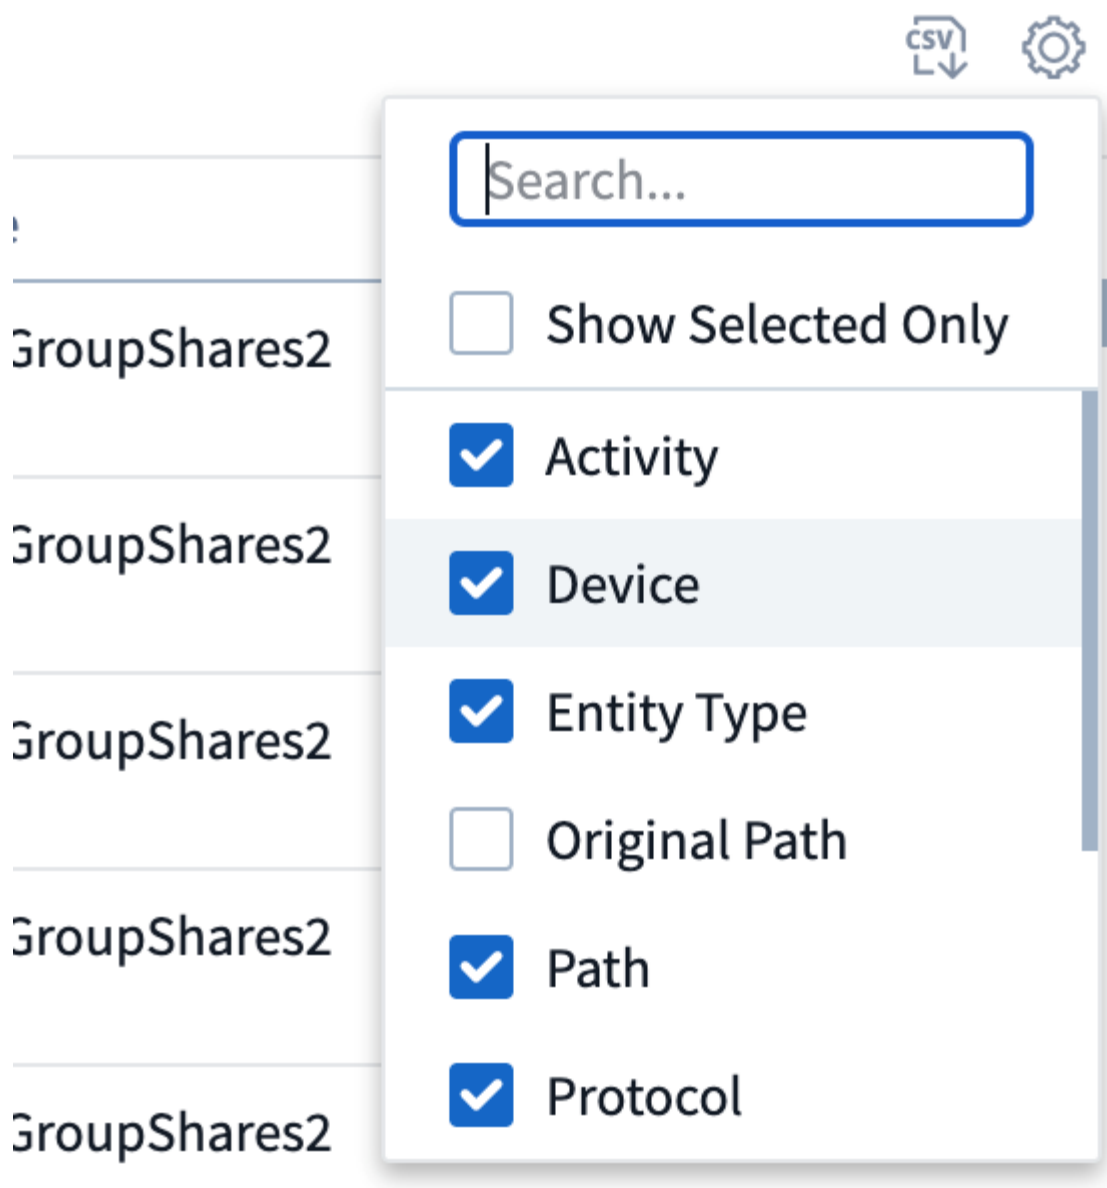 CSV
Search...
Show Selected Only
GroupShares2
Activity
GroupShares2
Device
Entity Type
GroupShares2
Original Path
GroupShares2
Path
Protocol
GroupShares2